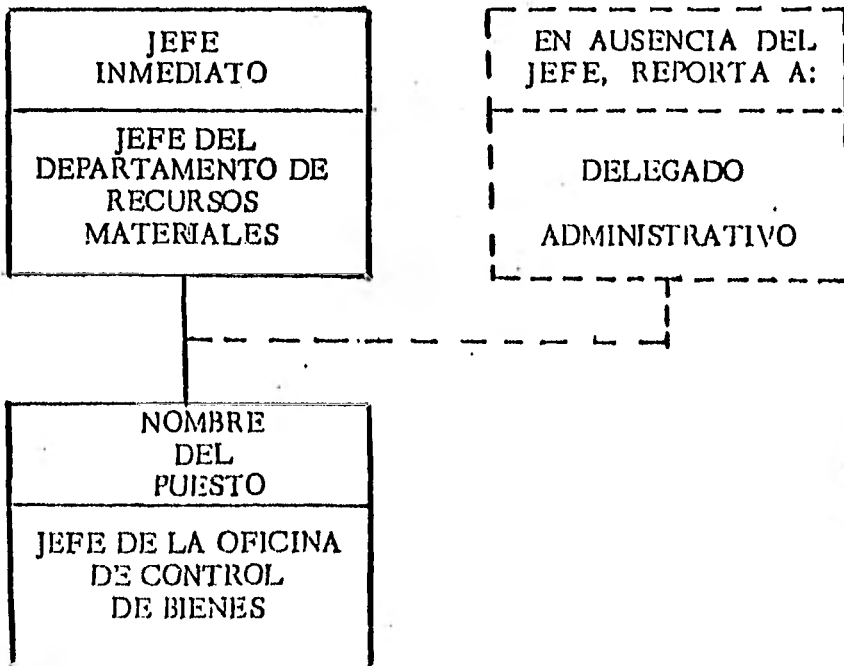 JEFE
INMEDIATO
JEFE DEL
DEPARTAMENTO DE
RECURSOS
MATERIALES
EN AUSENCIA DEL
JEFE, REPORTA A:
DELEGADO
ADMINISTRATIVO
NOMBRE
DEL
PUESTO
JEFE DE LA OFICINA
DE CONTROL
DE BIENES